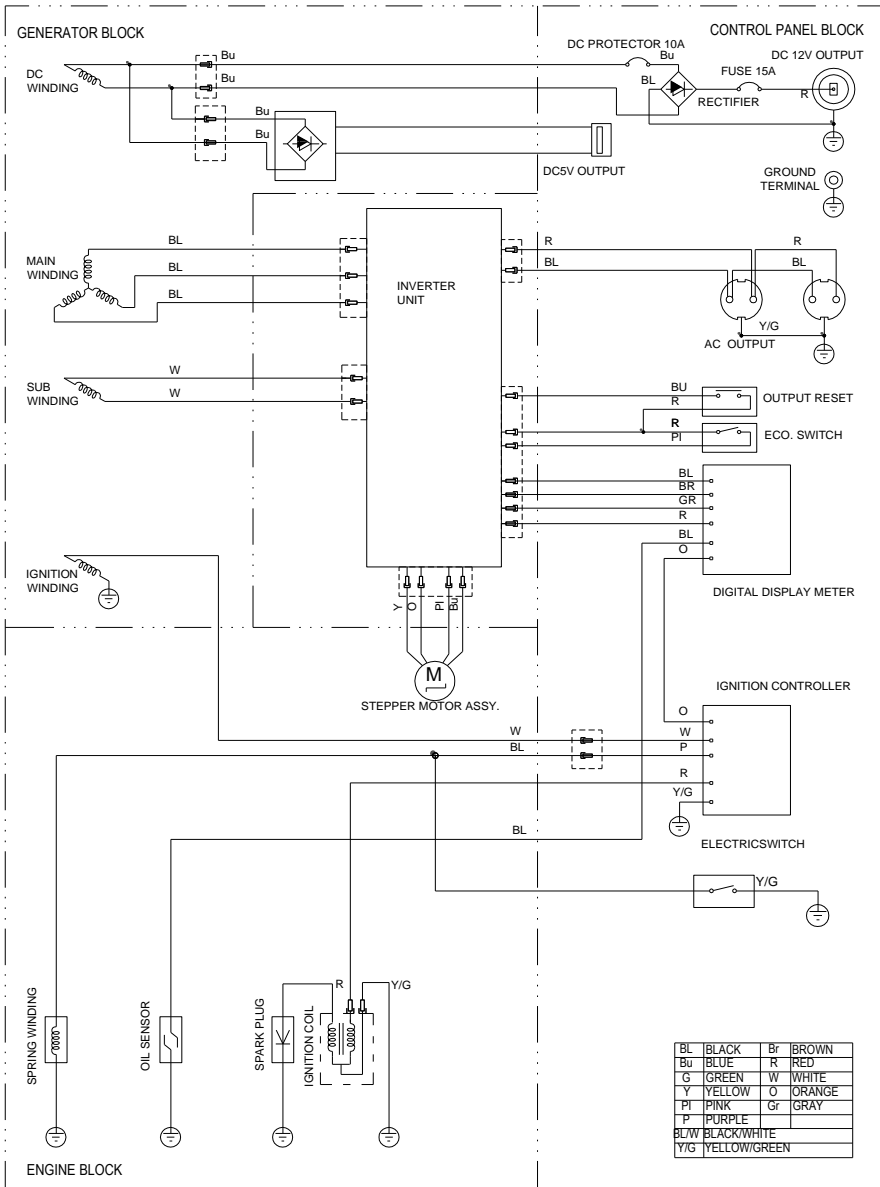 GENERATOR BLOCK
CONTROL PANEL BLOCK
DC WINDING
Bu
Bu
Bu
Bu
DC PROTECTOR 10A
Bu
BL
RECTIFIER
FUSE 15A
DC 12V OUTPUT
R
DC5V OUTPUT
GROUND
TERMINAL
MAIN
WINDING
BL
BL
BL
INVERTER
UNIT
R
BL
R
BL
Y/G
AC OUTPUT
SUB
WINDING
W
W
BU
R
OUTPUT RESET
R
PI
ECO. SWITCH
BL
BR
GR
R
BL
O
DIGITAL DISPLAY METER
IGNITION
WINDING
Y
O
PI
Bu
M
STEPPER MOTOR ASSY.
IGNITION CONTROLLER
W
BL
O
W
P
R
Y/G
BL
ELECTRICSWITCH
Y/G
SPRING WINDING
OIL SENSOR
SPARK PLUG
R
IGNITION COIL
Y/G
ENGINE BLOCK
BL BLACK Br BROWN
Bu BLUE R RED
G GREEN W WHITE
Y YELLOW O ORANGE
PI PINK Gr GRAY
P PURPLE
BL/W BLACK/WHITE
Y/G YELLOW/GREEN